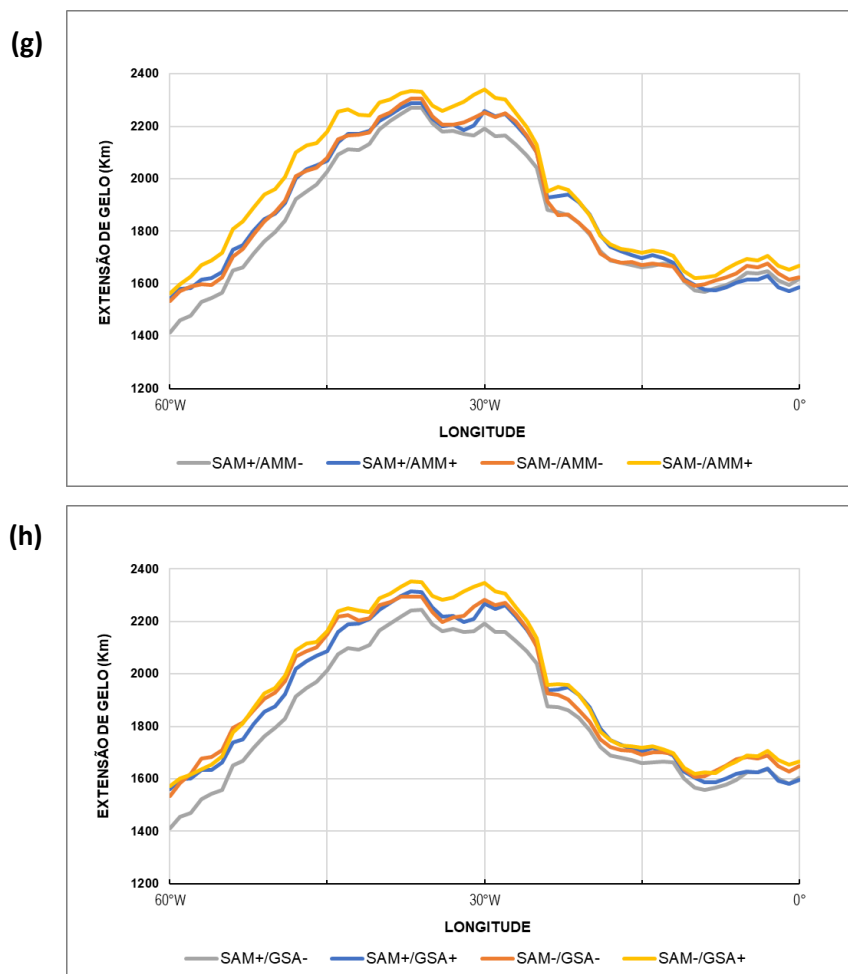 (g)
2400
2200
2000
1800
1600
1400
1200
EXTENSÃO DE GELO (Km)
60°W
30°W
0°
LONGITUDE
SAM+/AMM- SAM+/AMM+ SAM-/AMM- SAM-/AMM+
(h)
2400
2200
2000
1800
1600
1400
1200
EXTENSÃO DE GELO (Km)
60°W
30°W
0°
LONGITUDE
SAM+/GSA- SAM+/GSA+ SAM-/GSA- SAM-/GSA+